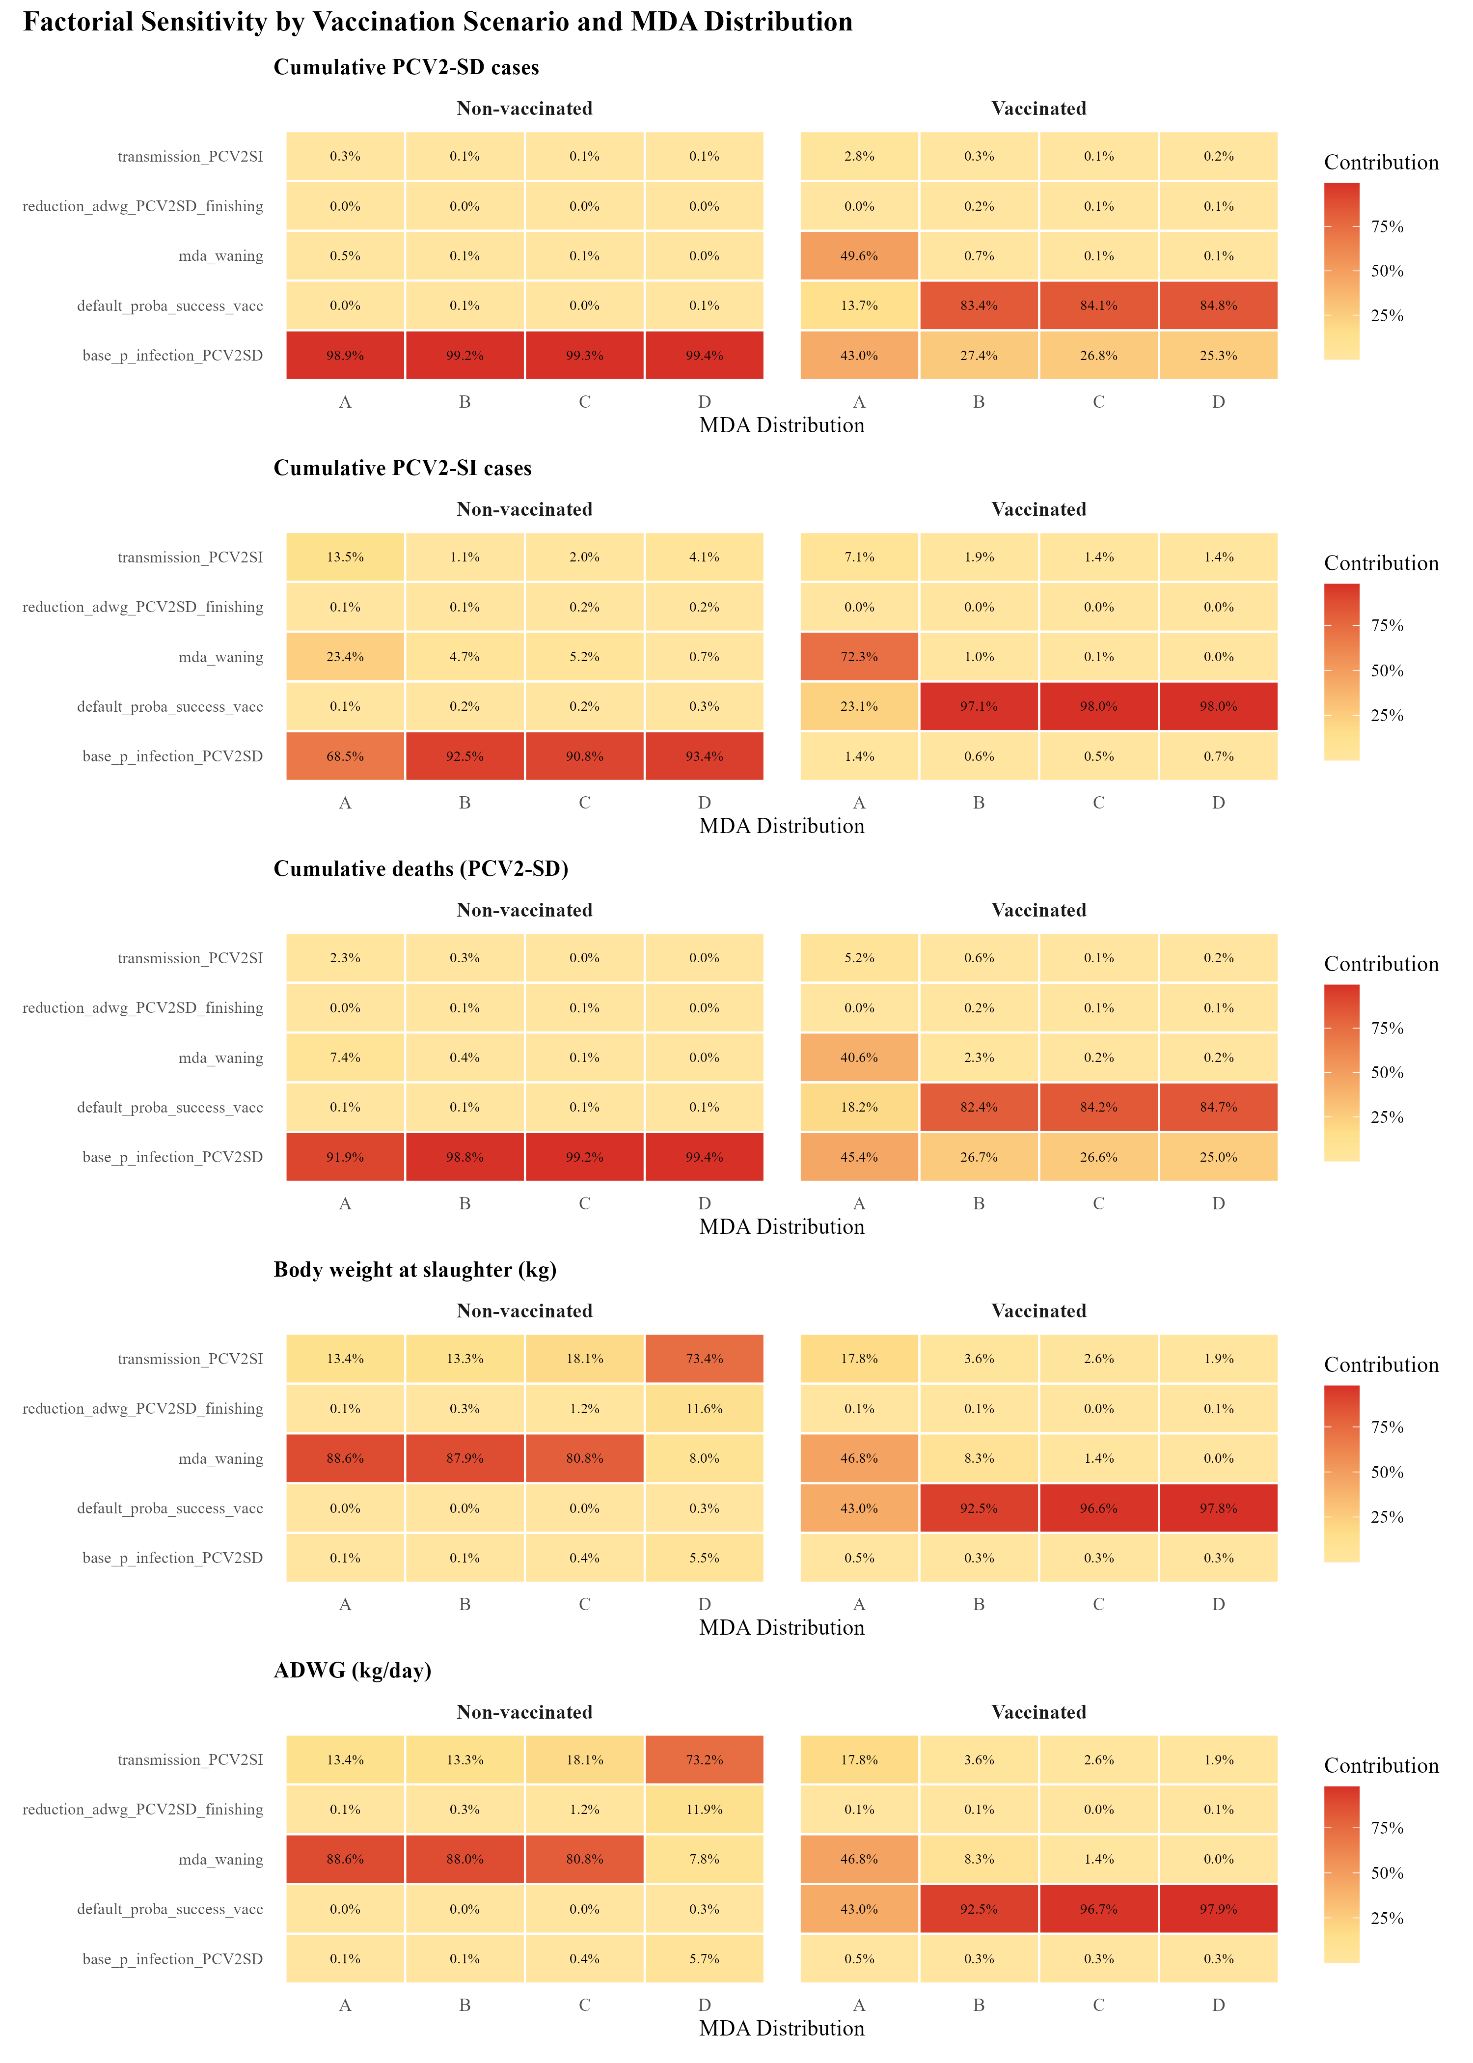 Factorial Sensitivity by Vaccination Scenario and MDA Distribution
Cumulative PCV2-SD cases
Non-vaccinated Vaccinated
transmission_PCV2SI 0.3% 0.1% 0.1% 0.1% 2.8% 0.3% 0.1% 0.2%
reduction_adwg_PCV2SD_finishing 0.0% 0.0% 0.0% 0.0% 0.0% 0.2% 0.1% 0.1%
mda_waning 0.5% 0.1% 0.1% 0.0% 49.6% 0.7% 0.1% 0.1%
default_proba_success_vacc 0.0% 0.1% 0.0% 0.1% 13.7% 83.4% 84.1% 84.8%
base_p_infection_PCV2SD 98.9% 99.2% 99.3% 99.4% 43.0% 27.4% 26.8% 25.3%
A B C D A B C D
MDA Distribution
Contribution
75%
50%
25%
Cumulative PCV2-SI cases
Non-vaccinated Vaccinated
transmission_PCV2SI 13.5% 1.1% 2.0% 4.1% 7.1% 1.9% 1.4% 1.4%
reduction_adwg_PCV2SD_finishing 0.1% 0.1% 0.2% 0.2% 0.0% 0.0% 0.0% 0.0%
mda_waning 23.4% 4.7% 5.2% 0.7% 72.3% 1.0% 0.1% 0.0%
default_proba_success_vacc 0.1% 0.2% 0.2% 0.3% 23.1% 97.1% 98.0% 98.0%
base_p_infection_PCV2SD 68.5% 92.5% 90.8% 93.4% 1.4% 0.6% 0.5% 0.7%
A B C D A B C D
MDA Distribution
Contribution
75%
50%
25%
Cumulative deaths (PCV2-SD)
Non-vaccinated Vaccinated
transmission_PCV2SI 2.3% 0.3% 0.0% 0.0% 5.2% 0.6% 0.1% 0.2%
reduction_adwg_PCV2SD_finishing 0.0% 0.1% 0.1% 0.0% 0.0% 0.2% 0.1% 0.1%
mda_waning 7.4% 0.4% 0.1% 0.0% 40.6% 2.3% 0.2% 0.2%
default_proba_success_vacc 0.1% 0.1% 0.1% 0.1% 18.2% 82.4% 84.2% 84.7%
base_p_infection_PCV2SD 91.9% 98.8% 99.2% 99.4% 45.4% 26.7% 26.6% 25.0%
A B C D A B C D
MDA Distribution
Contribution
75%
50%
25%
Body weight at slaughter (kg)
Non-vaccinated Vaccinated
transmission_PCV2SI 13.4% 13.3% 18.1% 73.4% 17.8% 3.6% 2.6% 1.9%
reduction_adwg_PCV2SD_finishing 0.1% 0.3% 1.2% 11.6% 0.1% 0.1% 0.0% 0.1%
mda_waning 88.6% 87.9% 80.8% 8.0% 46.8% 8.3% 1.4% 0.0%
default_proba_success_vacc 0.0% 0.0% 0.0% 0.3% 43.0% 92.5% 96.6% 97.8%
base_p_infection_PCV2SD 0.1% 0.1% 0.4% 5.5% 0.5% 0.3% 0.3% 0.3%
A B C D A B C D
MDA Distribution
Contribution
75%
50%
25%
ADWG (kg/day)
Non-vaccinated Vaccinated
transmission_PCV2SI 13.4% 13.3% 18.1% 73.2% 17.8% 3.6% 2.6% 1.9%
reduction_adwg_PCV2SD_finishing 0.1% 0.3% 1.2% 11.9% 0.1% 0.1% 0.0% 0.1%
mda_waning 88.6% 88.0% 80.8% 7.8% 46.8% 8.3% 1.4% 0.0%
default_proba_success_vacc 0.0% 0.0% 0.0% 0.3% 43.0% 92.5% 96.7% 97.9%
base_p_infection_PCV2SD 0.1% 0.1% 0.4% 5.7% 0.5% 0.3% 0.3% 0.3%
A B C D A B C D
MDA Distribution
Contribution
75%
50%
25%